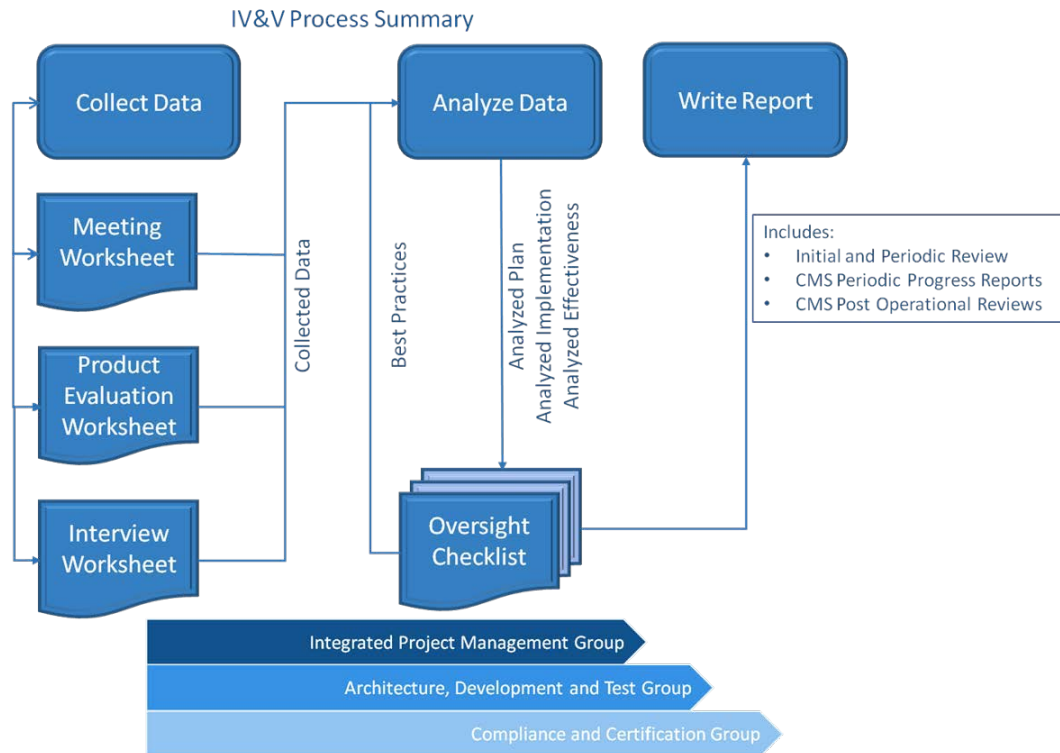 IV&V Process Summary
Collect Data
Analyze Data
Write Report
Meeting
Worksheet
Product
Evaluation
Worksheet
Interview
Worksheet
Collected Data
Best Practices
Analyzed Plan
Analyzed Implementation
Analyzed Effectiveness
Oversight
Checklist
Includes:
• Initial and Periodic Review
• CMS Periodic Progress Reports
• CMS Post Operational Reviews
Integrated Project Management Group
Architecture, Development and Test Group
Compliance and Certification Group